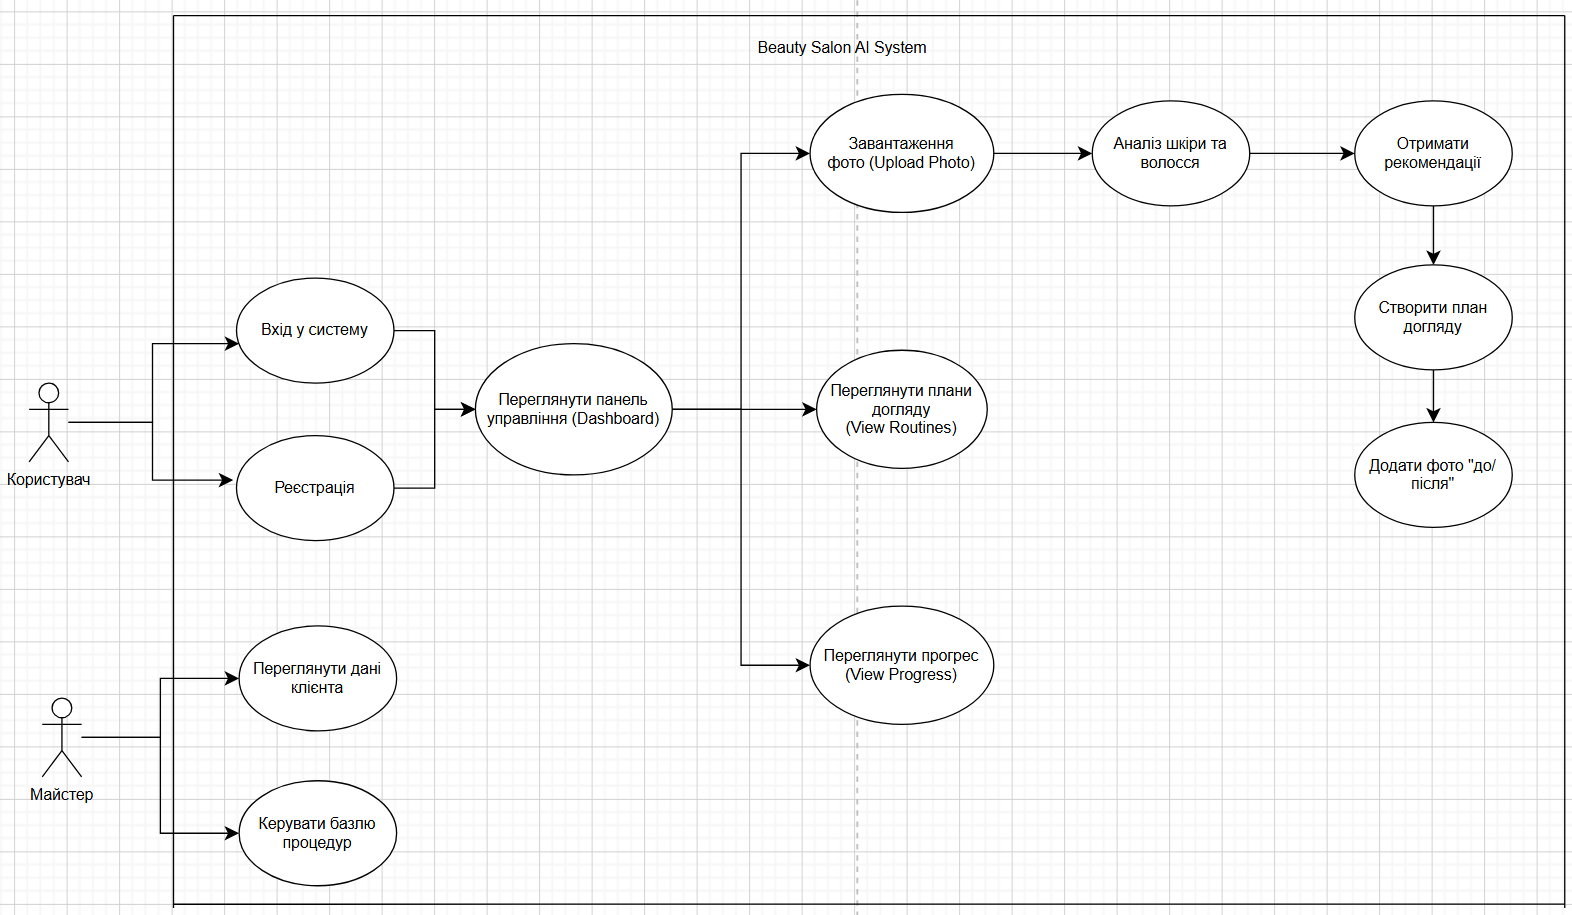 Beauty Salon AI System
Завантаження
фото (Upload Photo)
Аналіз шкіри та
волосся
Отримати
рекомендації
Створити план
догляду
Додати фото "до/
після"
Вхід у систему
Реєстрація
Переглянути панель
управління (Dashboard)
Переглянути плани
догляду
(View Routines)
Переглянути прогрес
(View Progress)
Користувач
Переглянути дані
клієнта
Майстер
Керувати базлю
процедур